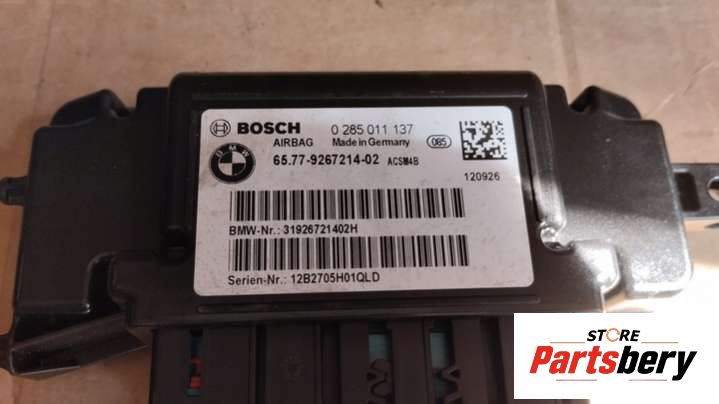 BOSCH 0 285 011 137
AIRBAG Made in Germany 085
BMW 65.77-9267214-02 ACSM4B
120926
BMW-Nr.: 31926721402H
Serien-Nr.: 12B2705H01QLD
STORE
Partsbery